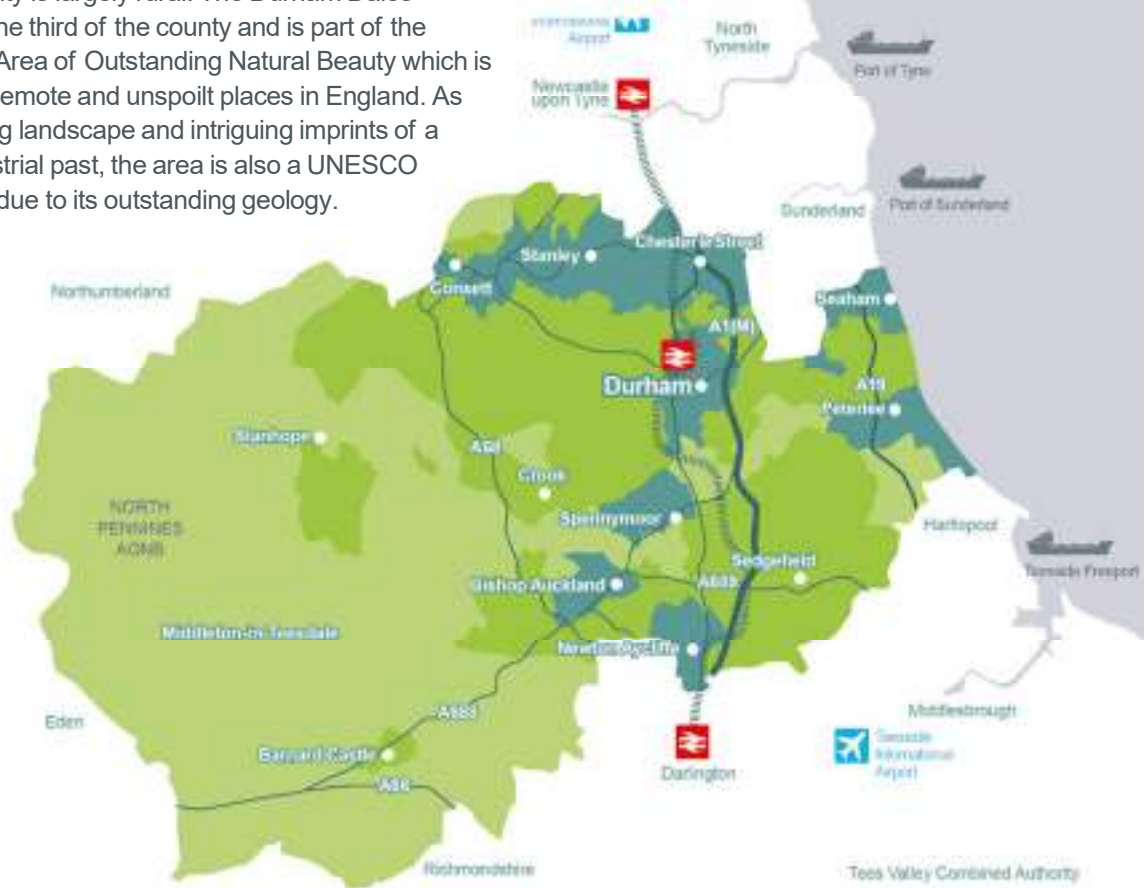 ty is largely rural. The Durham Dales
ne third of the county and is part of the
Area of Outstanding Natural Beauty which is
emote and unspoilt places in England. As
g landscape and intriguing imprints of a
strial past, the area is also a UNESCO
due to its outstanding geology.
International
Airport
North
Tyneside
Port of Tyne
Newcastle
upon Tyne
Port of Sunderland
Sunderland
Chester le Street
Stanley
Consett
Northumberland
Seaham
A1(M)
Durham
A19
Peterlee
Stanhope
A68
Crook
NORTH
PENNINES
AONB
Spennymoor
Hartlepool
Teesside Freeport
Sedgefield
Bishop Auckland
A689
Middleton-in-Teesdale
Newton Aycliffe
Eden
A688
Middlesbrough
Barnard Castle
Teesside
International
Airport
Darlington
A66
Richmondshire
Tees Valley Combined Authority